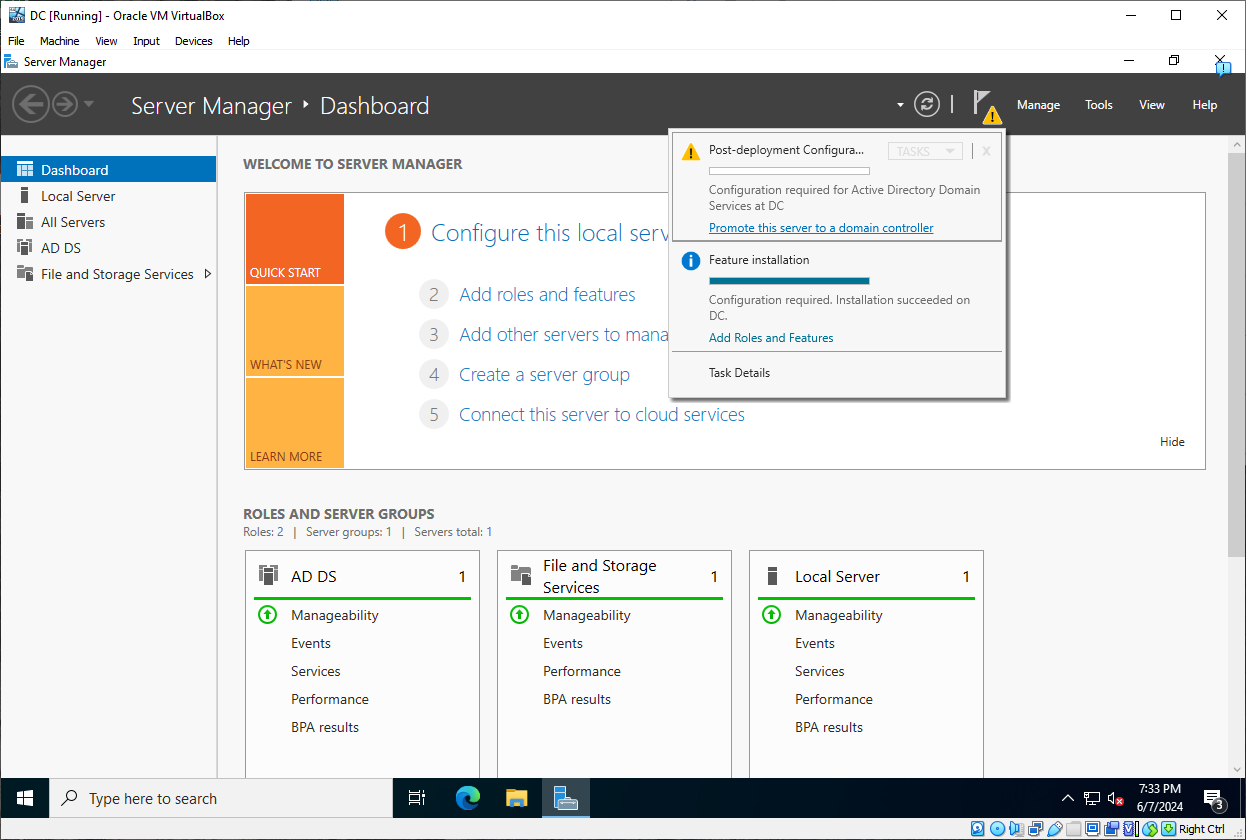 DC [Running] - Oracle VM VirtualBox
File Machine View Input Devices Help
Server Manager
Server Manager Dashboard
Manage Tools View Help
Dashboard
Local Server
All Servers
AD DS
File and Storage Services
WELCOME TO SERVER MANAGER
QUICK START
WHAT'S NEW
LEARN MORE
1 Configure this local serv
2 Add roles and features
3 Add other servers to mana
4 Create a server group
5 Connect this server to cloud services
Hide
Post-deployment Configura...
TASKS
X
Configuration required for Active Directory Domain
Services at DC
Promote this server to a domain controller
Feature installation
Configuration required. Installation succeeded on
DC.
Add Roles and Features
Task Details
ROLES AND SERVER GROUPS
Roles: 2 | Server groups: 1 | Servers total: 1
AD DS 1
Manageability
Events
Services
Performance
BPA results
File and Storage
Services 1
Manageability
Events
Performance
BPA results
Local Server 1
Manageability
Events
Services
Performance
BPA results
Type here to search
7:33 PM
6/7/2024
3
Right Ctrl